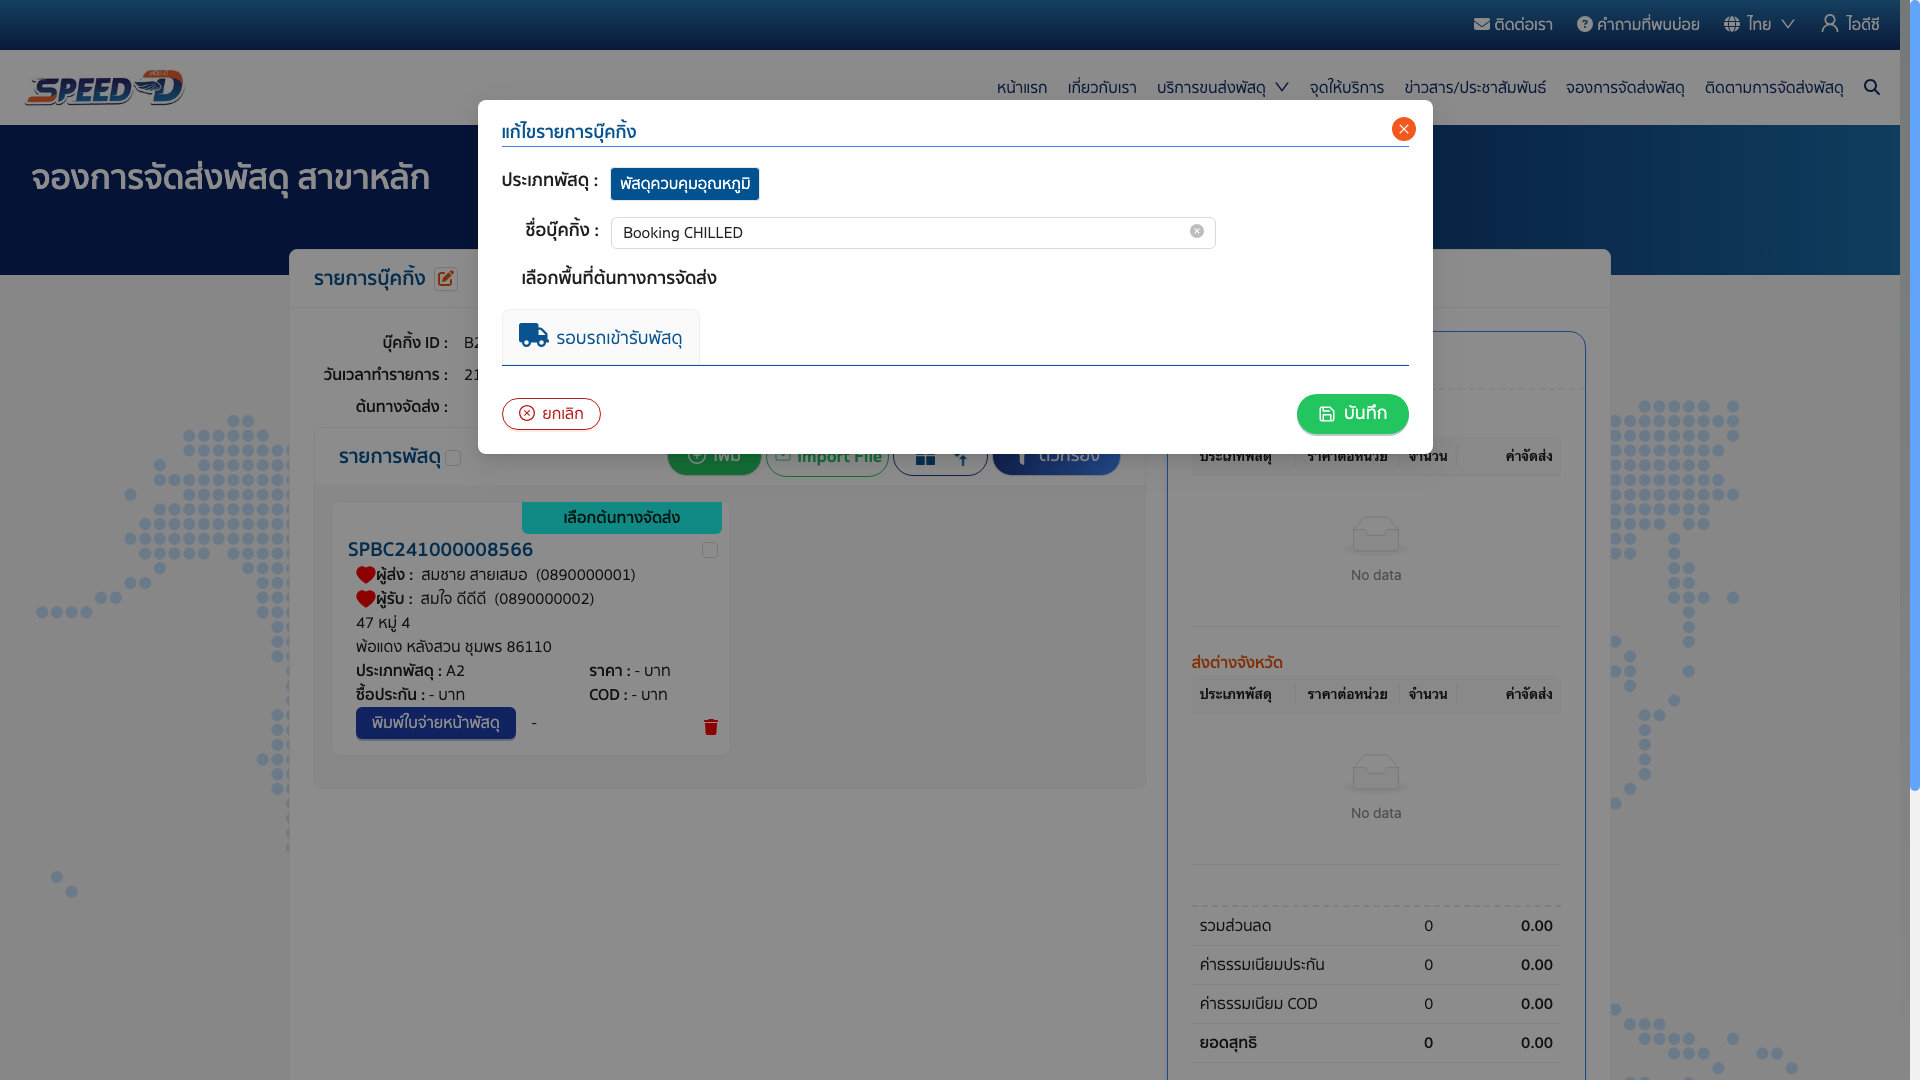 ติดต่อเรา คำถามที่พบบ่อย ไทย ไอดีซี
SPEED-D
หน้าแรก เกี่ยวกับเรา บริการขนส่งพัสดุ จุดให้บริการ ข่าวสาร/ประชาสัมพันธ์ จองการจัดส่งพัสดุ ติดตามการจัดส่งพัสดุ
จองการจัดส่งพัสดุ สาขาหลัก
แก้ไขรายการบุ๊คกิ้ง
ประเภทพัสดุ : พัสดุควบคุมอุณหภูมิ
ชื่อบุ๊คกิ้ง : Booking CHILLED
เลือกพื้นที่ต้นทางการจัดส่ง
รอบรถเข้ารับพัสดุ
ยกเลิก บันทึก
รายการบุ๊คกิ้ง
บุ๊คกิ้ง ID : B2
วันเวลาทำรายการ : 21
ต้นทางจัดส่ง :
รายการพัสดุ เพิ่ม Import File ตัวกรอง
เลือกต้นทางจัดส่ง
SPBC241000008566
ผู้ส่ง : สมชาย สายเสมอ (0890000001)
ผู้รับ : สมใจ ดีดีดี (0890000002)
47 หมู่ 4
พ้อแดง หลังสวน ชุมพร 86110
ประเภทพัสดุ : A2 ราคา : - บาท
ซื้อประกัน : - บาท COD : - บาท
พิมพ์ใบจ่ายหน้าพัสดุ -
ประเภทพัสดุ ราคาต่อหน่วย จำนวน ค่าจัดส่ง
No data
ส่งต่างจังหวัด
ประเภทพัสดุ ราคาต่อหน่วย จำนวน ค่าจัดส่ง
No data
รวมส่วนลด 0 0.00
ค่าธรรมเนียมประกัน 0 0.00
ค่าธรรมเนียม COD 0 0.00
ยอดสุทธิ 0 0.00